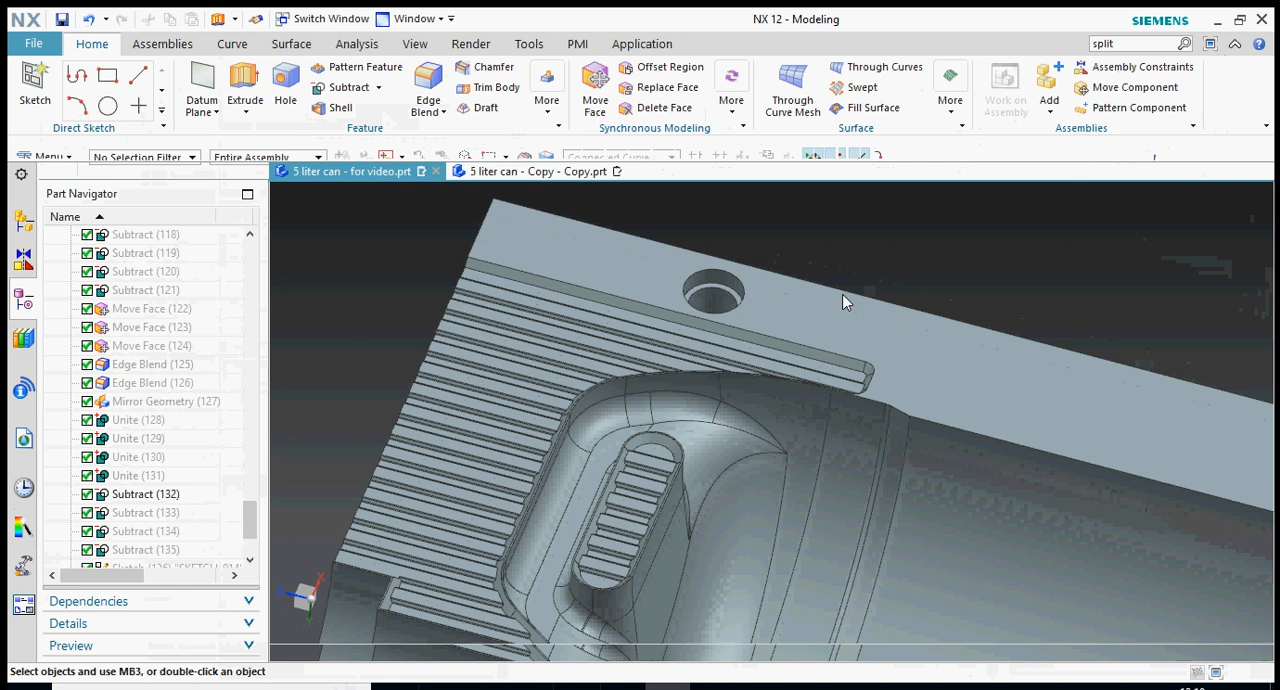 NX Switch Window Window NX 12 - Modeling SIEMENS
File Home Assemblies Curve Surface Analysis View Render Tools PMI Application split
Pattern Feature Chamfer Offset Region Through Curves Assembly Constraints
Subtract Trim Body Replace Face Swept Move Component
Shell Draft Delete Face Fill Surface Pattern Component
Sketch Datum Plane Extrude Hole Edge Blend More Move Face More Through Curve Mesh More Work on Assembly Add
Direct Sketch Feature Synchronous Modeling Surface Assemblies
Menu No Selection Filter Entire Assembly Connected Curve
5 liter can - for video.prt 5 liter can - Copy - Copy.prt
Part Navigator
Name
Subtract (118)
Subtract (119)
Subtract (120)
Subtract (121)
Move Face (122)
Move Face (123)
Move Face (124)
Edge Blend (125)
Edge Blend (126)
Mirror Geometry (127)
Unite (128)
Unite (129)
Unite (130)
Unite (131)
Subtract (132)
Subtract (133)
Subtract (134)
Subtract (135)
Dependencies
Details
Preview
Select objects and use MB3, or double-click an object